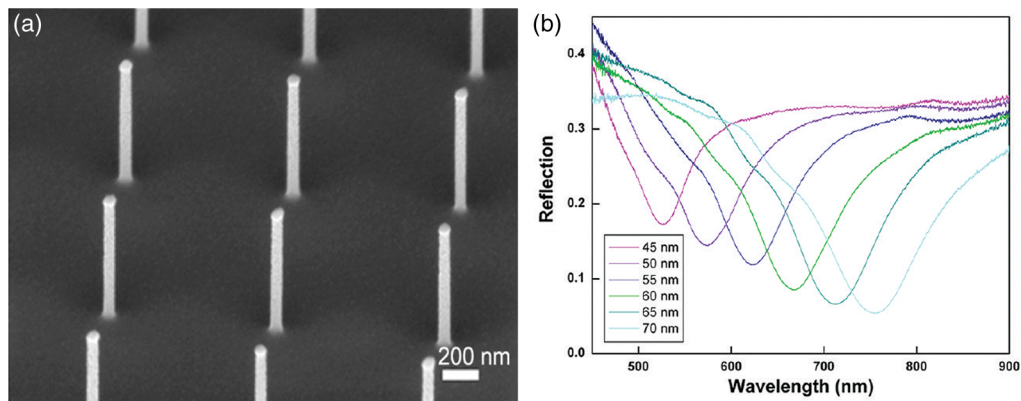 (a)
200 nm
(b)
Reflection
0.4
0.3
0.2
0.1
0.0
45 nm
50 nm
55 nm
60 nm
65 nm
70 nm
500 600 700 800 900
Wavelength (nm)